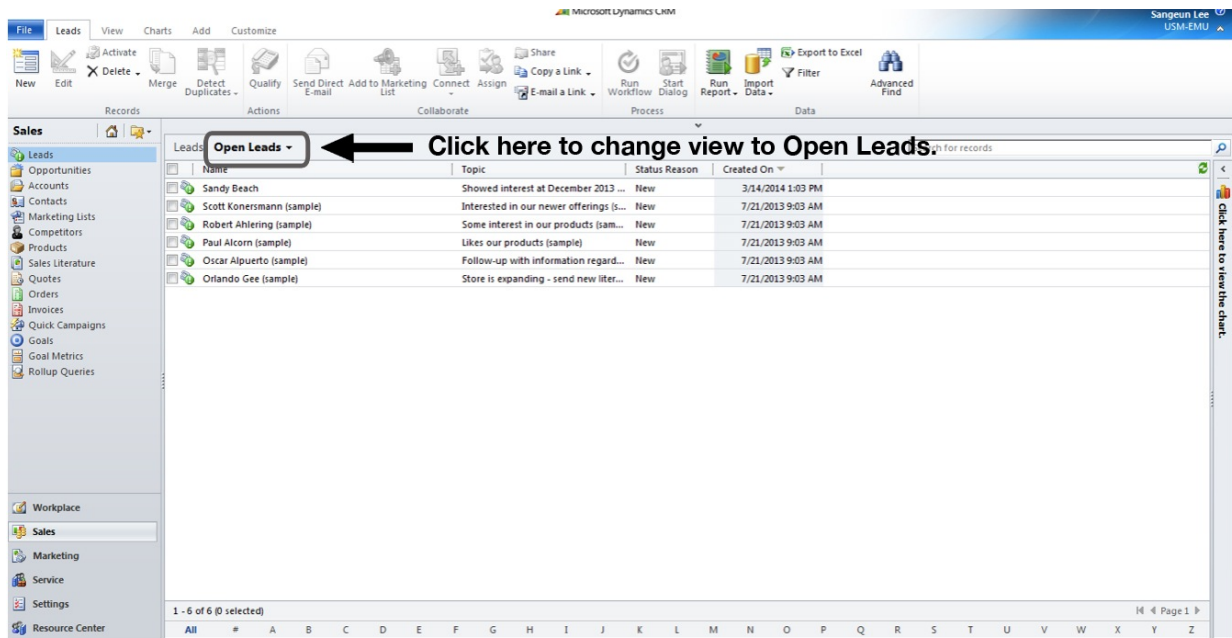 Microsoft Dynamics CRM
Sangeun Lee
USM-EMU
File Leads View Charts Add Customize
New
Edit
Activate
Delete
Merge
Detect Duplicates
Qualify
Send Direct E-mail
Add to Marketing List
Connect
Assign
Share
Copy a Link
E-mail a Link
Run Workflow
Start Dialog
Run Report
Import Data
Export to Excel
Filter
Advanced Find
Records Actions Collaborate Process Data
Sales
Leads
Opportunities
Accounts
Contacts
Marketing Lists
Competitors
Products
Sales Literature
Quotes
Orders
Invoices
Quick Campaigns
Goals
Goal Metrics
Rollup Queries
Workplace
Sales
Marketing
Service
Settings
Resource Center
Leads Open Leads
Click here to change view to Open Leads.
for records
Name Topic Status Reason Created On
Sandy Beach Showed interest at December 2013 ... New 3/14/2014 1:03 PM
Scott Konersmann (sample) Interested in our newer offerings (s... New 7/21/2013 9:03 AM
Robert Ahlering (sample) Some interest in our products (sam... New 7/21/2013 9:03 AM
Paul Alcorn (sample) Likes our products (sample) New 7/21/2013 9:03 AM
Oscar Alpuerto (sample) Follow-up with information regard... New 7/21/2013 9:03 AM
Orlando Gee (sample) Store is expanding - send new liter... New 7/21/2013 9:03 AM
Click here to view the chart.
1 - 6 of 6 (0 selected) Page 1
All # A B C D E F G H I J K L M N O P Q R S T U V W X Y Z